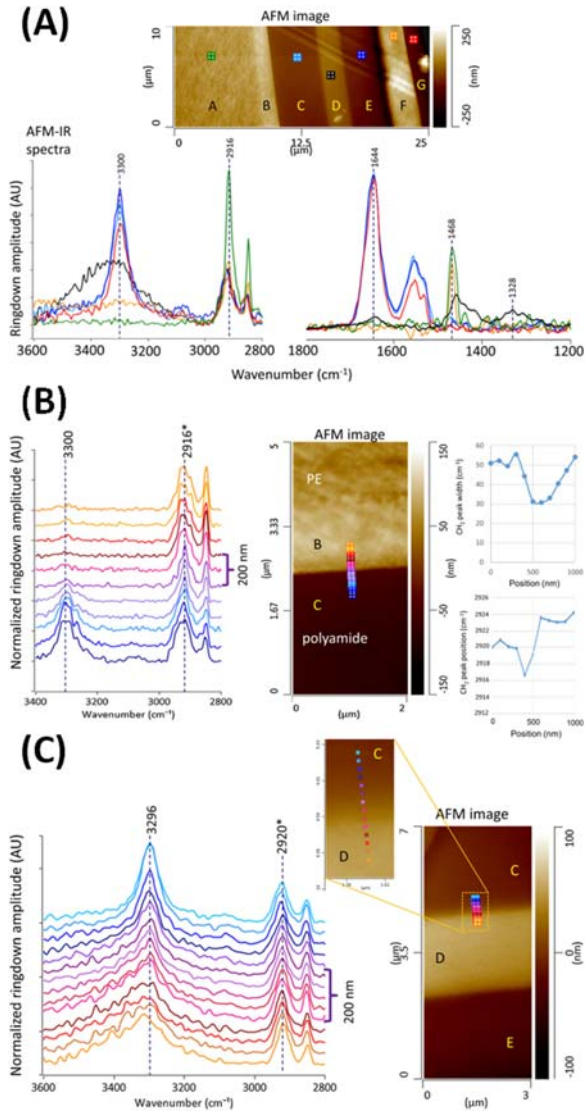 (A)
AFM image
10
(μm)
0
A
B
C
D
E
F
G
0
12.5
25
(μm)
250
(nm)
-250
AFM-IR
spectra
Ringdown amplitude (AU)
3300
2916
1644
1468
1328
3600
3400
3200
3000
2800
1800
1600
1400
1200
Wavenumber (cm⁻¹)
(B)
Normalized ringdown amplitude (AU)
3300
2916*
200 nm
3400
3200
3000
2800
Wavenumber (cm⁻¹)
AFM image
5
3.33
(μm)
1.67
0
PE
B
C
polyamide
0
(μm)
2
150
50
(nm)
-50
-150
CH₂ peak width (cm⁻¹)
60
50
40
30
20
10
0
0
500
1000
Position (nm)
CH₂ peak position (cm⁻¹)
2926
2924
2922
2920
2918
2916
2914
2912
0
500
1000
Position (nm)
(C)
Normalized ringdown amplitude (AU)
3296
2920*
200 nm
3600
3400
3200
3000
2800
Wavenumber (cm⁻¹)
C
D
AFM image
7
(μm)
3.5
0
C
D
E
0
(μm)
3
100
0
(nm)
-100